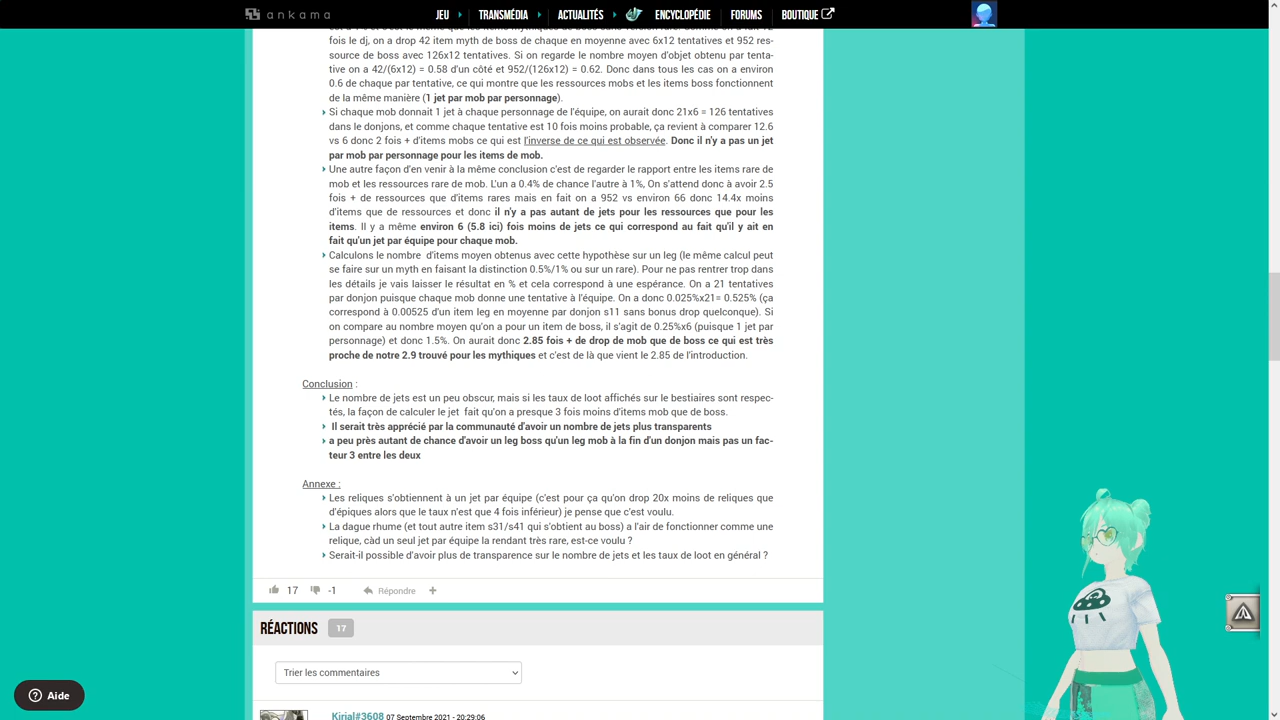 ankama
JEU
TRANSMÉDIA
ACTUALITÉS
ENCYCLOPÉDIE
FORUMS
BOUTIQUE
fois le dj, on a drop 42 item myth de boss de chaque en moyenne avec 6x12 tentatives et 952 res-
source de boss avec 126x12 tentatives. Si on regarde le nombre moyen d'objet obtenu par tenta-
tive on a 42/(6x12) = 0.58 d'un côté et 952/(126x12) = 0.62. Donc dans tous les cas on a environ
0.6 de chaque par tentative, ce qui montre que les ressources mobs et les items boss fonctionnent
de la même manière (1 jet par mob par personnage).
Si chaque mob donnait 1 jet à chaque personnage de l'équipe, on aurait donc 21x6 = 126 tentatives
dans le donjons, et comme chaque tentative est 10 fois moins probable, ça revient à comparer 12.6
vs 6 donc 2 fois + d'items mobs ce qui est l'inverse de ce qui est observée. Donc il n'y a pas un jet
par mob par personnage pour les items de mob.
Une autre façon d'en venir à la même conclusion c'est de regarder le rapport entre les items rare de
mob et les ressources rare de mob. L'un a 0.4% de chance l'autre à 1%, On s'attend donc à avoir 2.5
fois + de ressources que d'items rares mais en fait on a 952 vs environ 66 donc 14.4x moins
d'items que de ressources et donc il n'y a pas autant de jets pour les ressources que pour les
items. Il y a même environ 6 (5.8 ici) fois moins de jets ce qui correspond au fait qu'il y ait en
fait qu'un jet par équipe pour chaque mob.
Calculons le nombre  d'items moyen obtenus avec cette hypothèse sur un leg (le même calcul peut
se faire sur un myth en faisant la distinction 0.5%/1% ou sur un rare). Pour ne pas rentrer trop dans
les détails je vais laisser le résultat en % et cela correspond à une espérance. On a 21 tentatives
par donjon puisque chaque mob donne une tentative à l'équipe. On a donc 0.025%x21= 0.525% (ça
correspond à 0.00525 d'un item leg en moyenne par donjon s11 sans bonus drop quelconque). Si
on compare au nombre moyen qu'on a pour un item de boss, il s'agit de 0.25%x6 (puisque 1 jet par
personnage) et donc 1.5%. On aurait donc 2.85 fois + de drop de mob que de boss ce qui est très
proche de notre 2.9 trouvé pour les mythiques et c'est de là que vient le 2.85 de l'introduction.
Conclusion :
Le nombre de jets est un peu obscur, mais si les taux de loot affichés sur le bestiaires sont respec-
tés, la façon de calculer le jet  fait qu'on a presque 3 fois moins d'items mob que de boss.
Il serait très apprécié par la communauté d'avoir un nombre de jets plus transparents
a peu près autant de chance d'avoir un leg boss qu'un leg mob à la fin d'un donjon mais pas un fac-
teur 3 entre les deux
Annexe :
Les reliques s'obtiennent à un jet par équipe (c'est pour ça qu'on drop 20x moins de reliques que
d'épiques alors que le taux n'est que 4 fois inférieur) je pense que c'est voulu.
La dague rhume (et tout autre item s31/s41 qui s'obtient au boss) a l'air de fonctionner comme une
relique, càd un seul jet par équipe la rendant très rare, est-ce voulu ?
Serait-il possible d'avoir plus de transparence sur le nombre de jets et les taux de loot en général ?
17
-1
Répondre
RÉACTIONS
17
Trier les commentaires
Aide
Kirial#3608 07 Septembre 2021 - 20:29:06